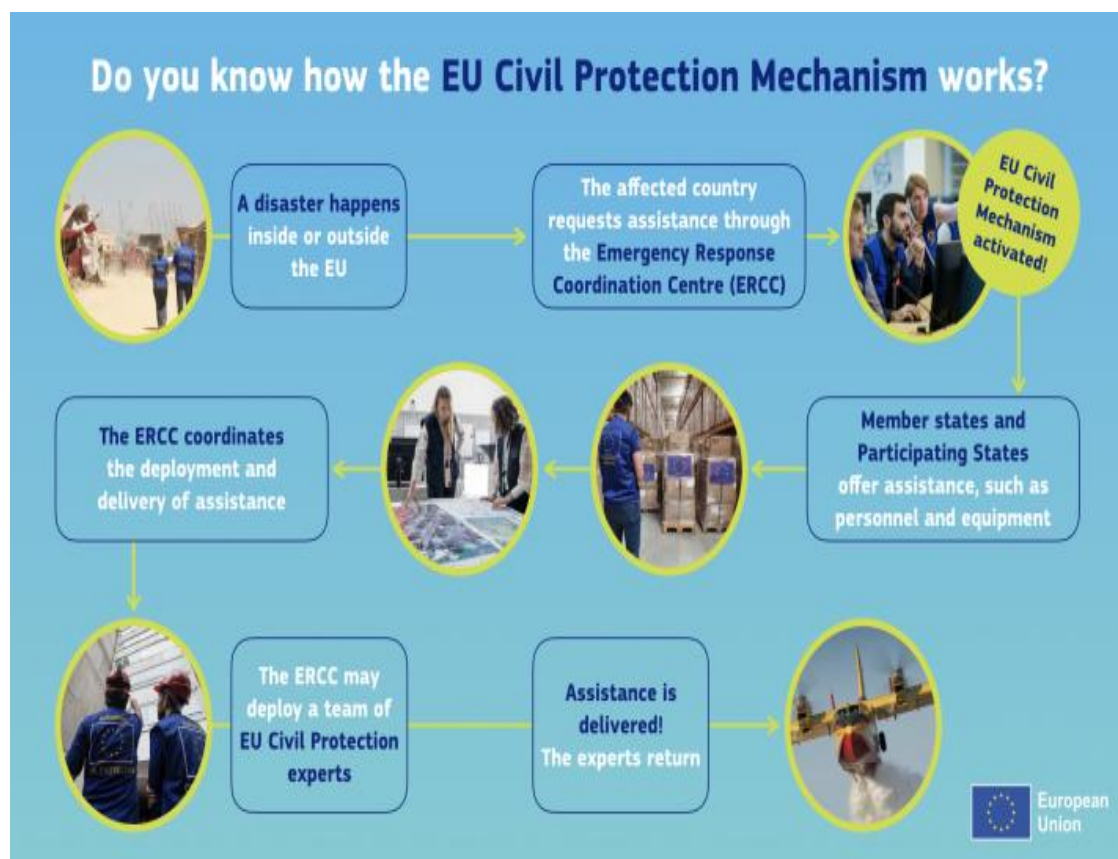 Do you know how the EU Civil Protection Mechanism works?
A disaster happens
inside or outside
the EU
The affected country
requests assistance through
the Emergency Response
Coordination Centre (ERCC)
EU Civil
Protection
Mechanism
activated!
Member states and
Participating States
offer assistance, such as
personnel and equipment
The ERCC coordinates
the deployment and
delivery of assistance
The ERCC may
deploy a team of
EU Civil Protection
experts
Assistance is
delivered!
The experts return
European
Union